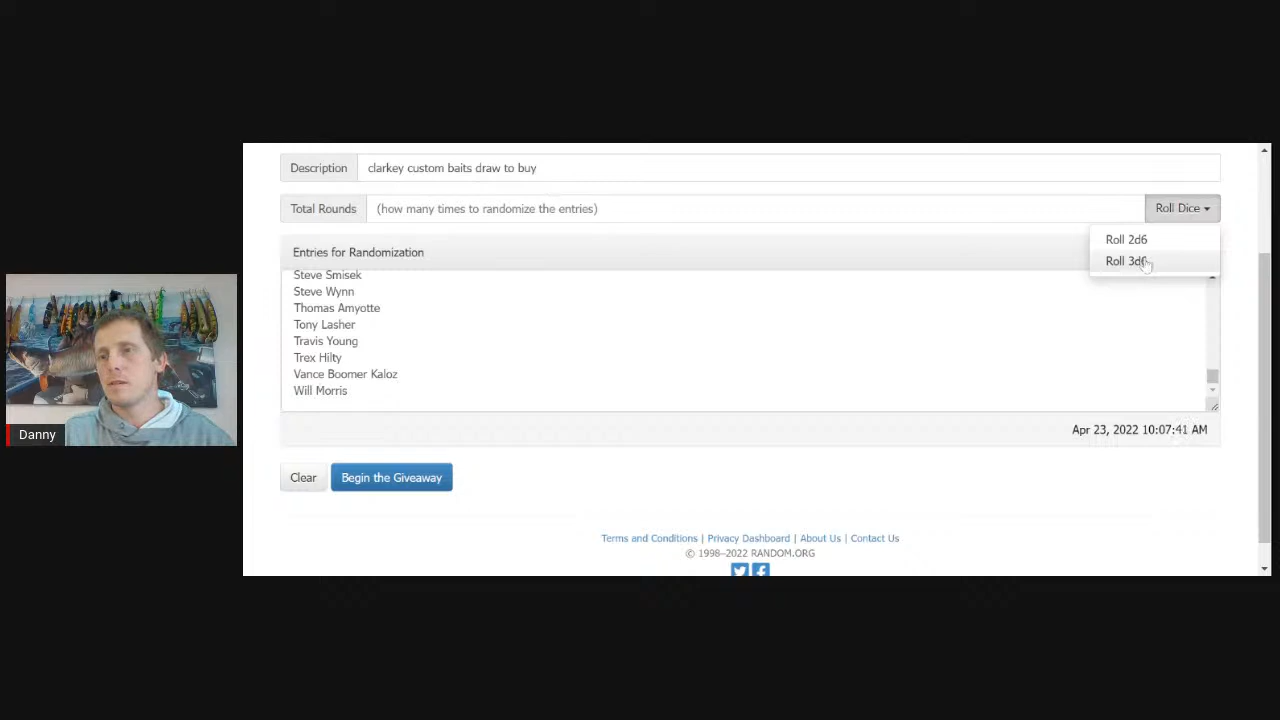 Description clarkey custom baits draw to buy
Total Rounds (how many times to randomize the entries) Roll Dice
Roll 2d6
Roll 3d6
Entries for Randomization
Steve Smisek
Steve Wynn
Thomas Amyotte
Tony Lasher
Travis Young
Trex Hilty
Vance Boomer Kaloz
Will Morris
Danny
Apr 23, 2022 10:07:41 AM
Clear Begin the Giveaway
Terms and Conditions | Privacy Dashboard | About Us | Contact Us
© 1998–2022 RANDOM.ORG